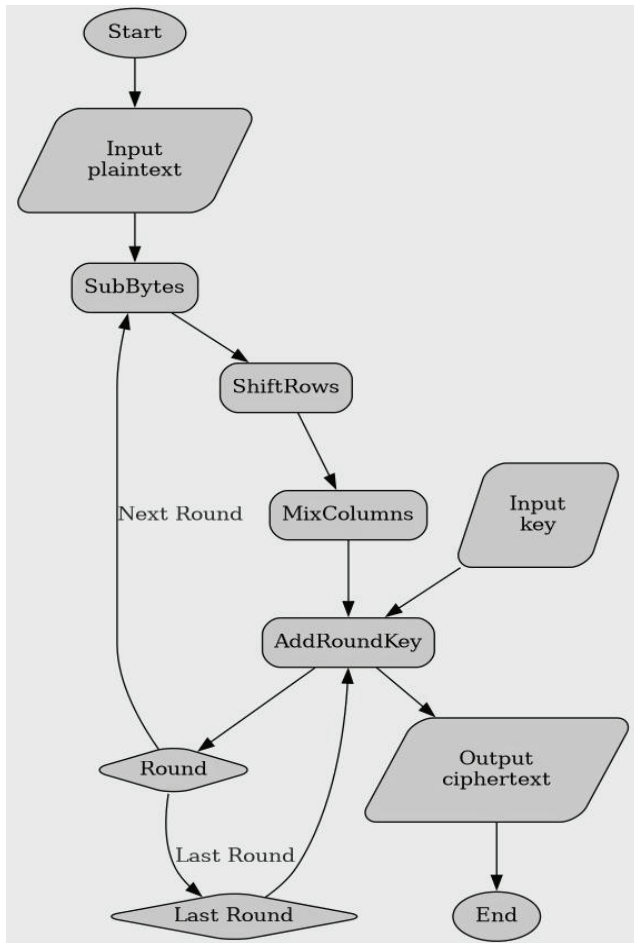 Start
Input
plaintext
SubBytes
ShiftRows
Next Round
MixColumns
Input
key
AddRoundKey
Round
Output
ciphertext
Last Round
Last Round
End